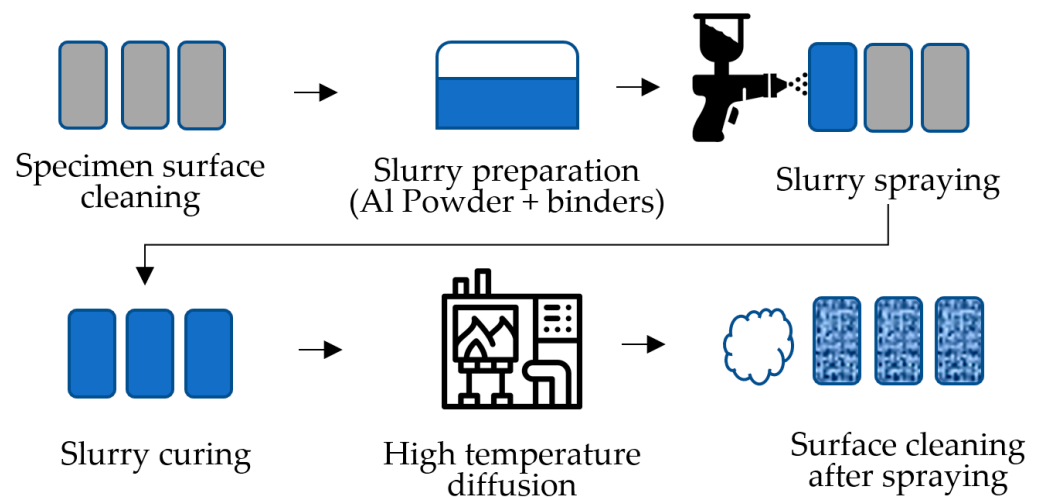 Specimen surface
cleaning
Slurry preparation
(Al Powder + binders)
Slurry spraying
Slurry curing
High temperature
diffusion
Surface cleaning
after spraying